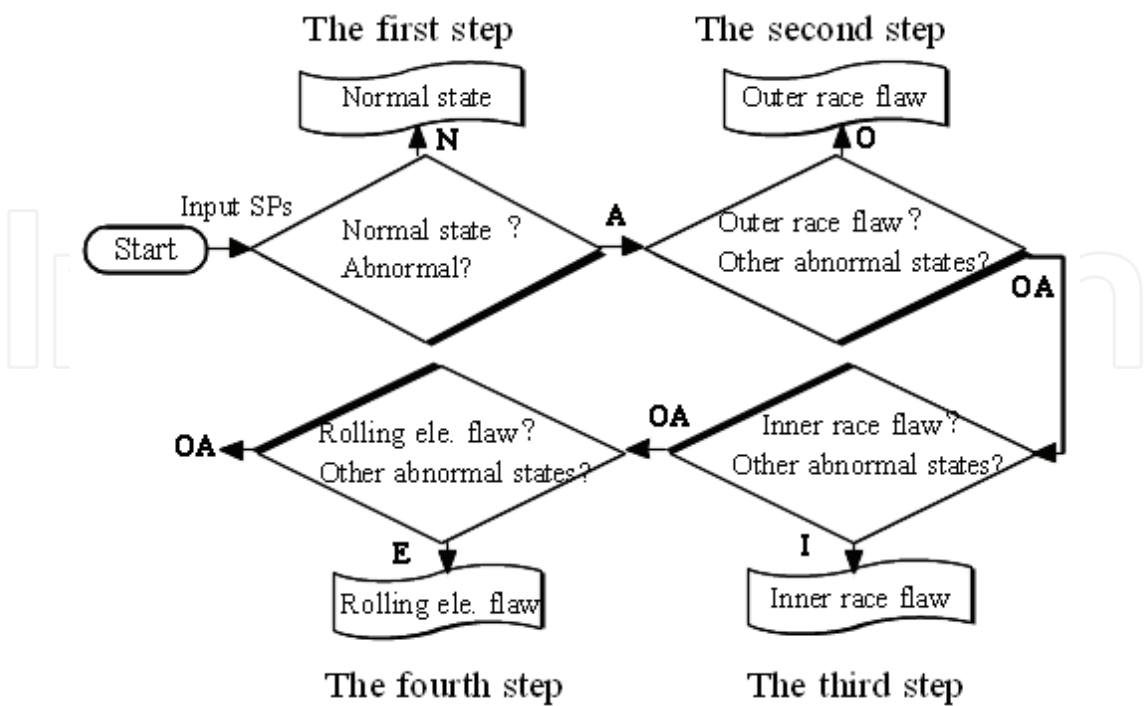 The first step
The second step
Normal state
Outer race flaw
N
O
Input SPs
Start
Normal state ?
Abnormal?
A
Outer race flaw?
Other abnormal states?
OA
OA
Rolling ele. flaw?
Other abnormal states?
OA
Inner race flaw?
Other abnormal states?
E
I
Rolling ele. flaw
Inner race flaw
The fourth step
The third step